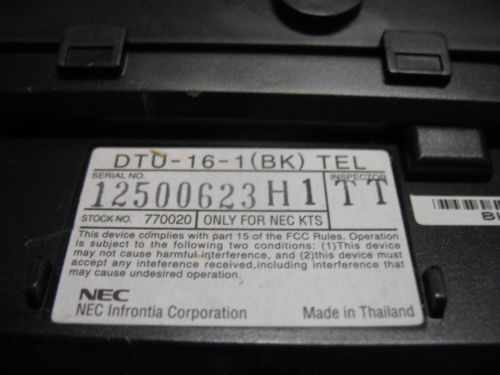 DTU-16-1(BK) TEL
SERIAL NO. INSPECTOR
12500623 H1 TT
STOCK NO. 770020 ONLY FOR NEC KTS
This device complies with part 15 of the FCC Rules. Operation
is subject to the following two conditions: (1)This device
may not cause harmful interference, and (2)this device must
accept any interference received,including interference that
may cause undesired operation.
NEC
NEC Infrontia Corporation Made in Thailand